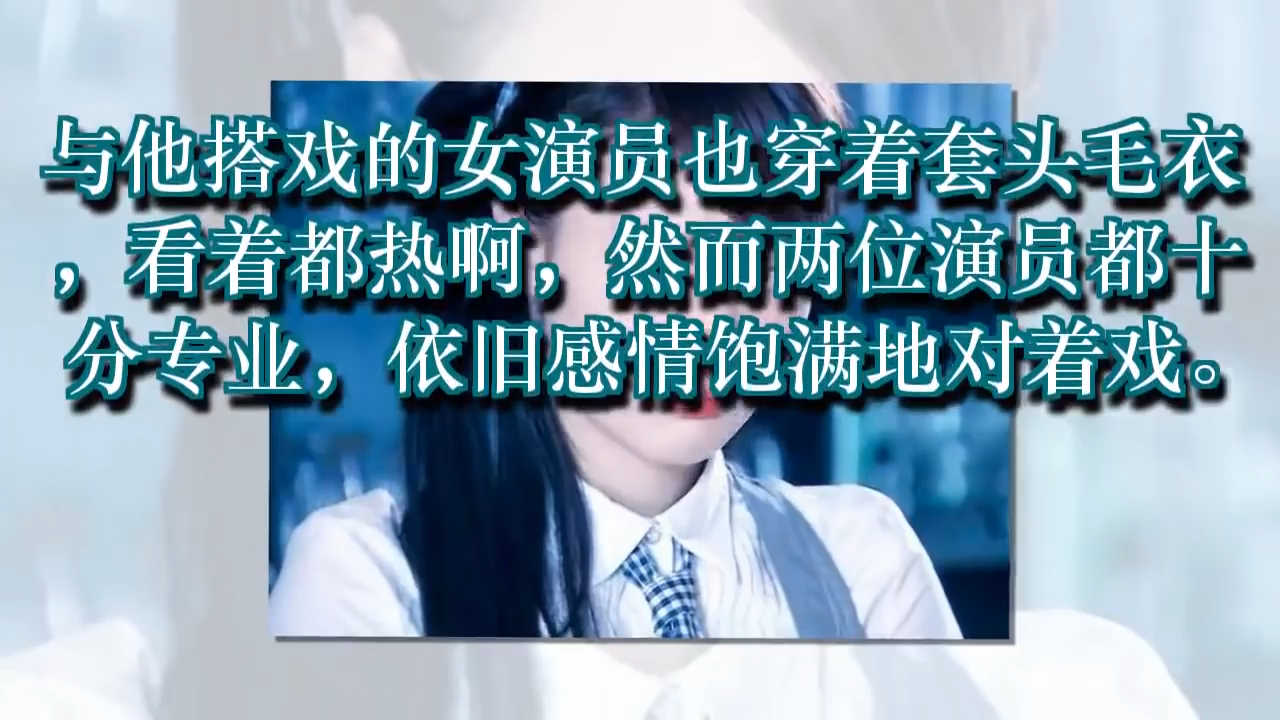 与他搭戏的女演员也穿着套头毛衣
，看着都热啊，然而两位演员都十
分专业，依旧感情饱满地对着戏。